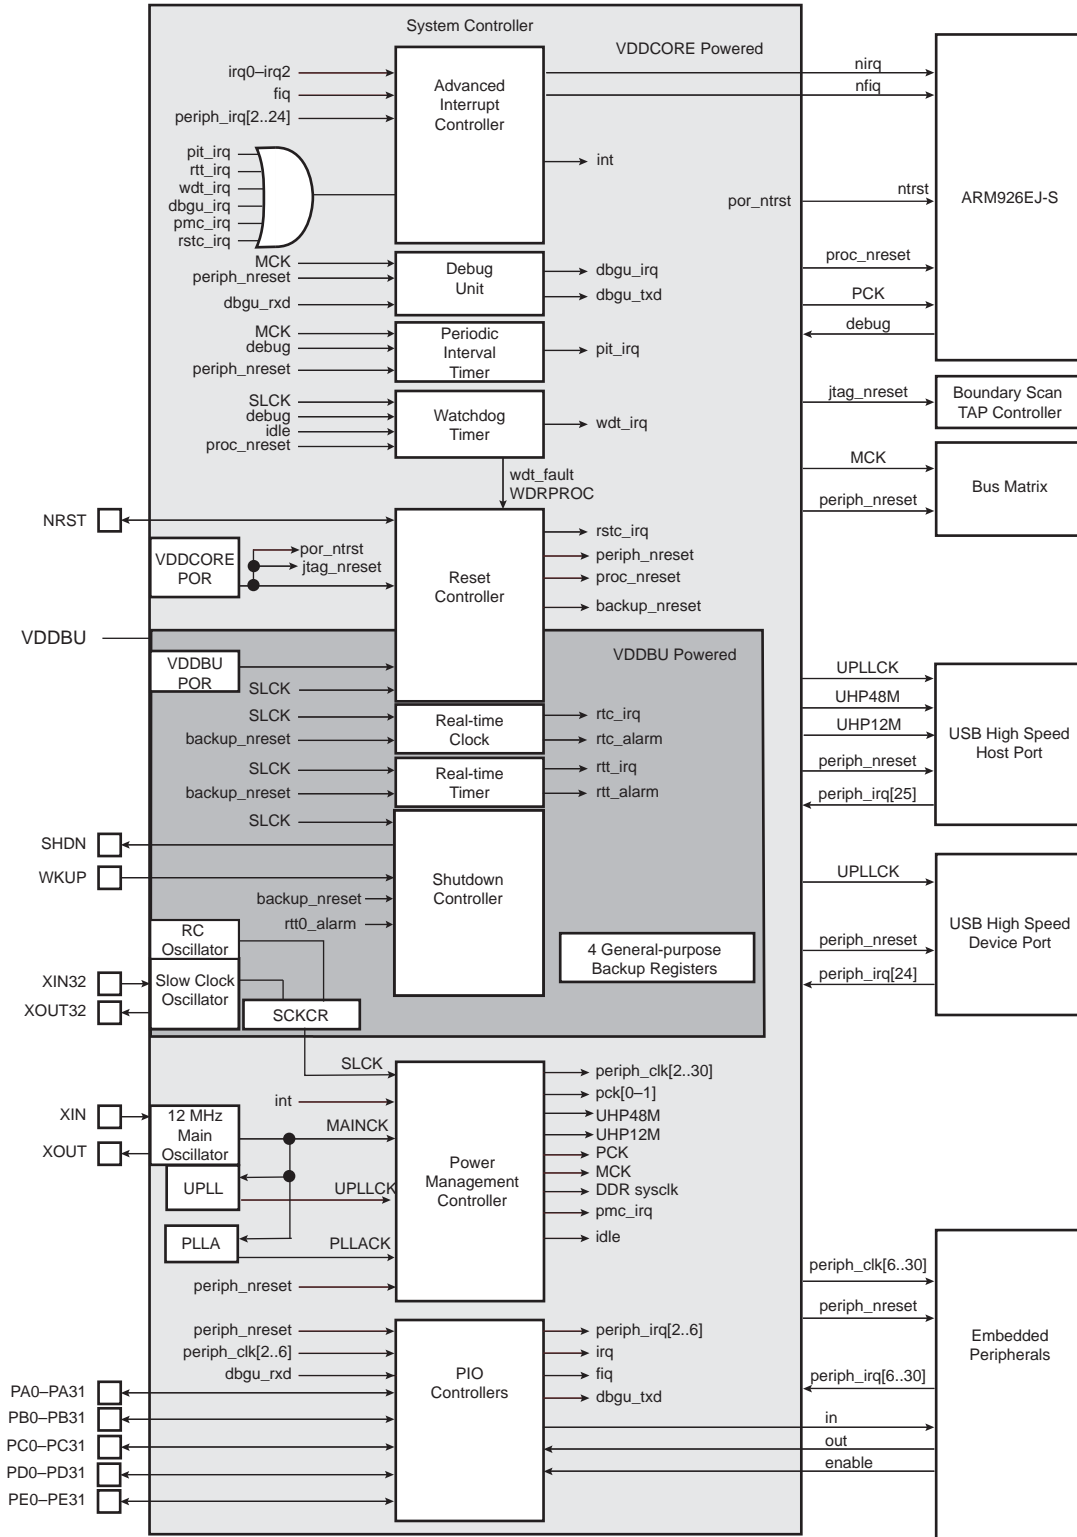 System Controller
VDDCORE Powered
irq0–irq2
fiq
periph_irq[2..24]
pit_irq
rtt_irq
wdt_irq
dbgu_irq
pmc_irq
rstc_irq
Advanced
Interrupt
Controller
int
nirq
nfiq
por_ntrst
ntrst
ARM926EJ-S
proc_nreset
PCK
debug
MCK
periph_nreset
dbgu_rxd
Debug
Unit
dbgu_irq
dbgu_txd
MCK
debug
periph_nreset
Periodic
Interval
Timer
pit_irq
SLCK
debug
idle
proc_nreset
Watchdog
Timer
wdt_irq
wdt_fault
WDRPROC
jtag_nreset
Boundary Scan
TAP Controller
MCK
periph_nreset
Bus Matrix
NRST
VDDCORE
POR
por_ntrst
jtag_nreset
Reset
Controller
rstc_irq
periph_nreset
proc_nreset
backup_nreset
VDDBU
VDDBU Powered
VDDBU
POR
SLCK
SLCK
backup_nreset
Real-time
Clock
rtc_irq
rtc_alarm
SLCK
backup_nreset
Real-time
Timer
rtt_irq
rtt_alarm
SLCK
SHDN
WKUP
backup_nreset
rtt0_alarm
Shutdown
Controller
4 General-purpose
Backup Registers
RC
Oscillator
XIN32
XOUT32
Slow Clock
Oscillator
SCKCR
UPLLCK
UHP48M
UHP12M
periph_nreset
periph_irq[25]
USB High Speed
Host Port
UPLLCK
periph_nreset
periph_irq[24]
USB High Speed
Device Port
SLCK
int
XIN
XOUT
12 MHz
Main
Oscillator
MAINCK
UPLL
UPLLCK
PLLA
PLLACK
periph_nreset
Power
Management
Controller
periph_clk[2..30]
pck[0–1]
UHP48M
UHP12M
PCK
MCK
DDR sysclk
pmc_irq
idle
periph_nreset
periph_clk[2..6]
dbgu_rxd
PA0–PA31
PB0–PB31
PC0–PC31
PD0–PD31
PE0–PE31
PIO
Controllers
periph_irq[2..6]
irq
fiq
dbgu_txd
periph_clk[6..30]
periph_nreset
periph_irq[6..30]
in
out
enable
Embedded
Peripherals